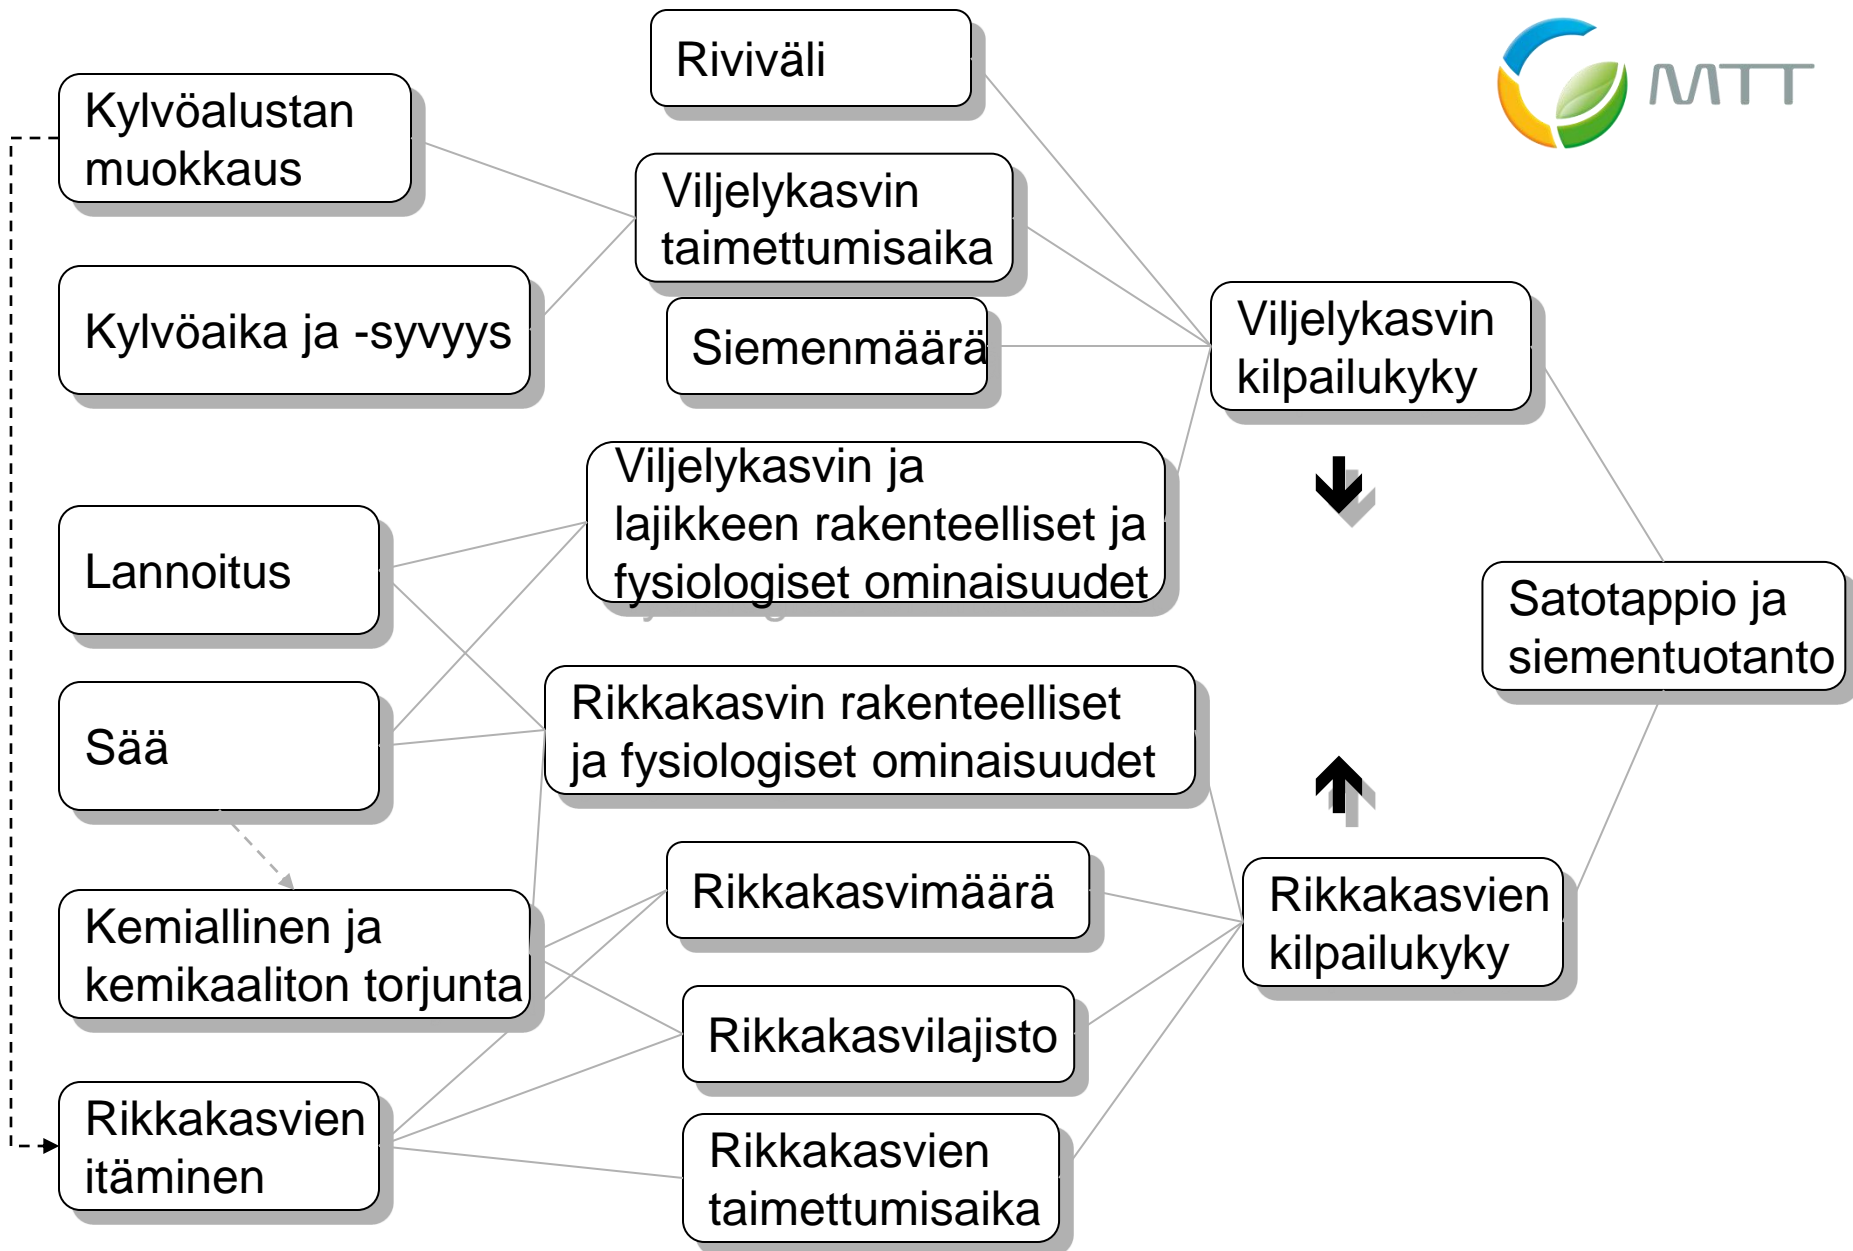 Riviväli
MTT
Kylvöalustan
muokkaus
Viljelykasvin
taimettumisaika
Kylvöaika ja -syvyys
Siemenmäärä
Viljelykasvin
kilpailukyky
Viljelykasvin ja
lajikkeen rakenteelliset ja
fysiologiset ominaisuudet
Lannoitus
Satotappio ja
siementuotanto
Rikkakasvin rakenteelliset
ja fysiologiset ominaisuudet
Sää
Rikkakasvimäärä
Rikkakasvien
kilpailukyky
Kemiallinen ja
kemikaaliton torjunta
Rikkakasvilajisto
Rikkakasvien
itäminen
Rikkakasvien
taimettumisaika